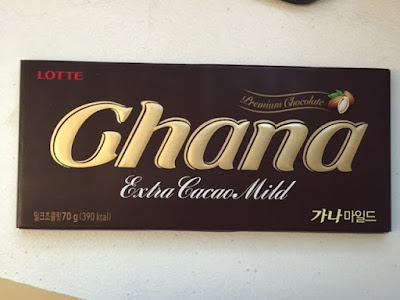 LOTTE
Premium Chocolate
Ghana
Extra Cacao Mild
밀크초콜릿 70 g (390 kcal)
가나 마일드